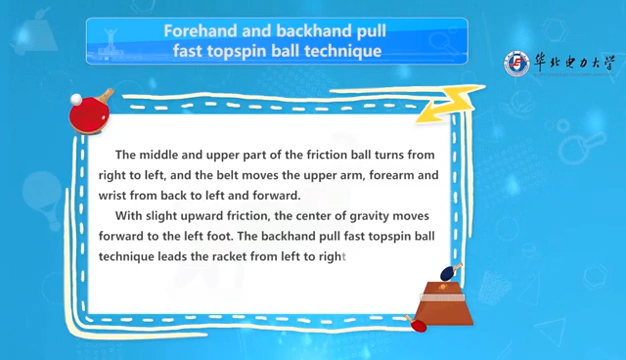 Forehand and backhand pull
fast topspin ball technique
华北电力大学
The middle and upper part of the friction ball turns from
right to left, and the belt moves the upper arm, forearm and
wrist from back to left and forward.
With slight upward friction, the center of gravity moves
forward to the left foot. The backhand pull fast topspin ball
technique leads the racket from left to right